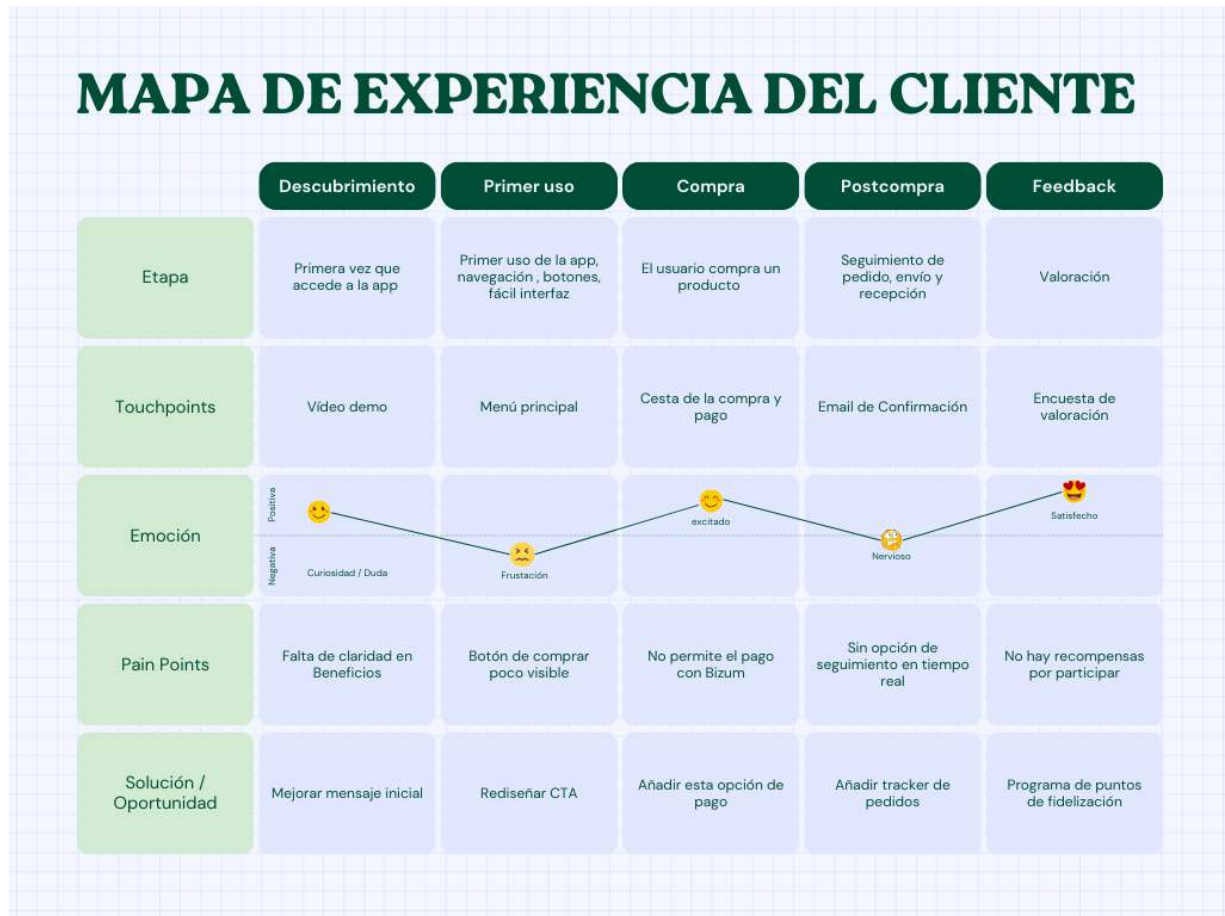 MAPA DE EXPERIENCIA DEL CLIENTE
Descubrimiento
Primer uso
Compra
Postcompra
Feedback
Etapa
Primera vez que
accede a la app
Primer uso de la app,
navegación , botones,
fácil interfaz
El usuario compra un
producto
Seguimiento de
pedido, envío y
recepción
Valoración
Touchpoints
Vídeo demo
Menú principal
Cesta de la compra y
pago
Email de Confirmación
Encuesta de
valoración
Emoción
Positiva
Negativa
Curiosidad / Duda
Frustación
excitado
Nervioso
Satisfecho
Pain Points
Falta de claridad en
Beneficios
Botón de comprar
poco visible
No permite el pago
con Bizum
Sin opción de
seguimiento en tiempo
real
No hay recompensas
por participar
Solución /
Oportunidad
Mejorar mensaje inicial
Rediseñar CTA
Añadir esta opción de
pago
Añadir tracker de
pedidos
Programa de puntos
de fidelización